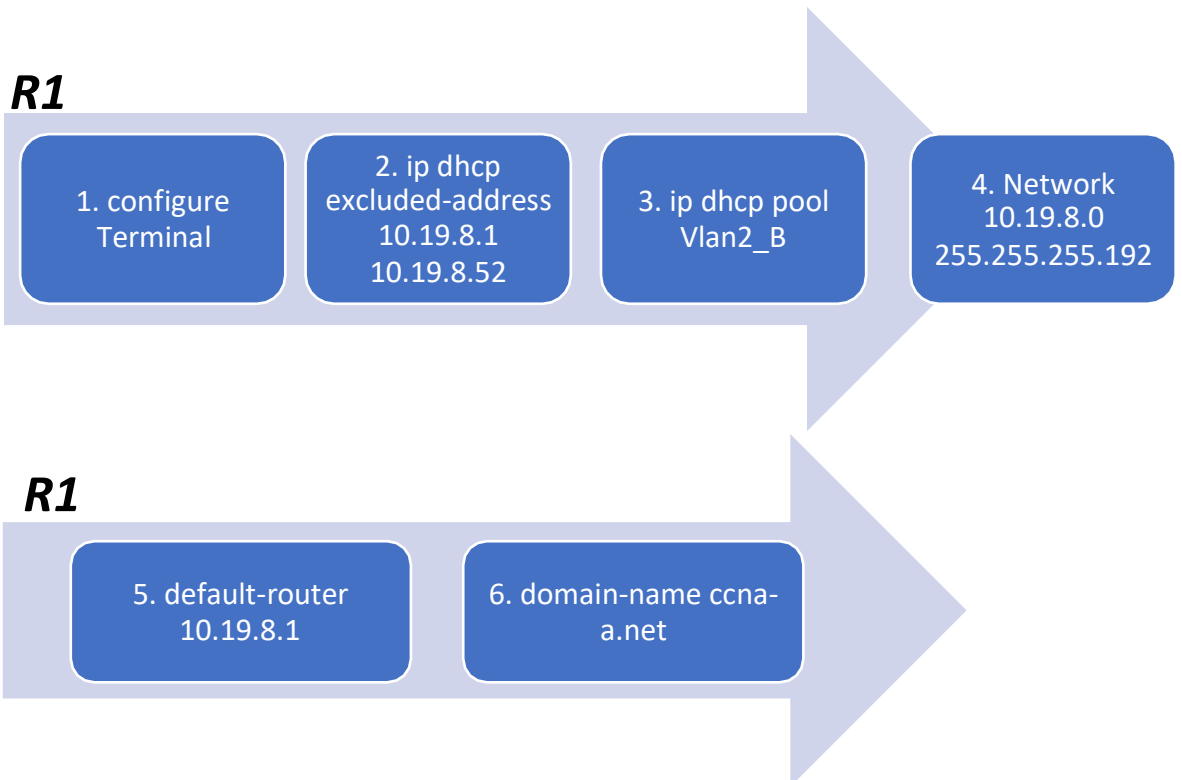 R1
1. configure
Terminal
2. ip dhcp
excluded-address
10.19.8.1
10.19.8.52
3. ip dhcp pool
Vlan2_B
4. Network
10.19.8.0
255.255.255.192
R1
5. default-router
10.19.8.1
6. domain-name ccna-
a.net